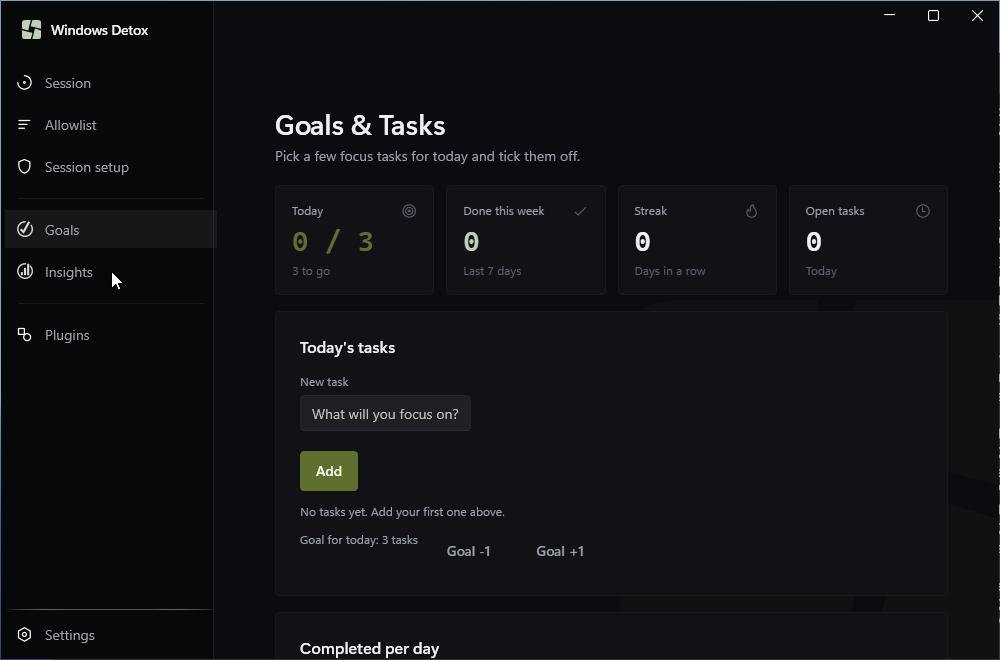 Windows Detox
Session
Allowlist
Session setup
Goals
Insights
Plugins
Settings
Goals & Tasks
Pick a few focus tasks for today and tick them off.
Today
0 / 3
3 to go
Done this week
0
Last 7 days
Streak
0
Days in a row
Open tasks
0
Today
Today's tasks
New task
What will you focus on?
Add
No tasks yet. Add your first one above.
Goal for today: 3 tasks
Goal -1
Goal +1
Completed per day